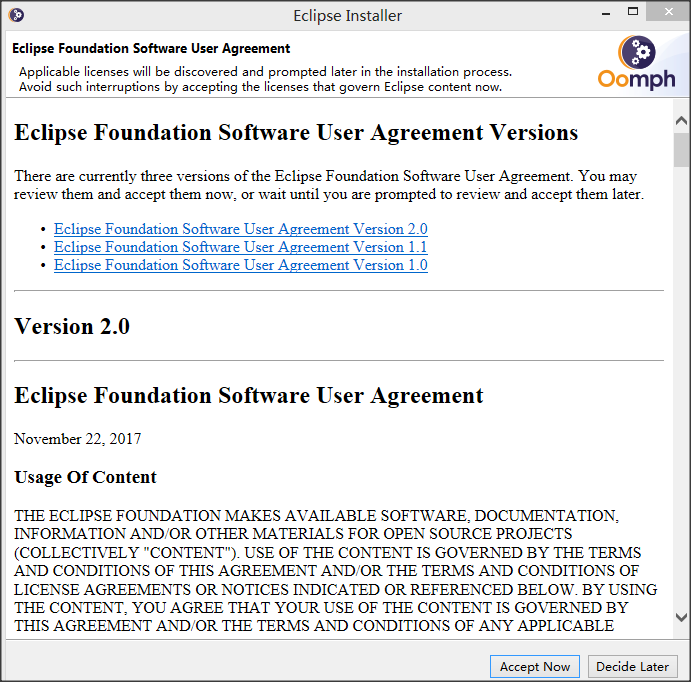 Eclipse Installer
Eclipse Foundation Software User Agreement
Applicable licenses will be discovered and prompted later in the installation process.
Avoid such interruptions by accepting the licenses that govern Eclipse content now.
Oomph
Eclipse Foundation Software User Agreement Versions
There are currently three versions of the Eclipse Foundation Software User Agreement. You may
review them and accept them now, or wait until you are prompted to review and accept them later.
• Eclipse Foundation Software User Agreement Version 2.0
• Eclipse Foundation Software User Agreement Version 1.1
• Eclipse Foundation Software User Agreement Version 1.0
Version 2.0
Eclipse Foundation Software User Agreement
November 22, 2017
Usage Of Content
THE ECLIPSE FOUNDATION MAKES AVAILABLE SOFTWARE, DOCUMENTATION,
INFORMATION AND/OR OTHER MATERIALS FOR OPEN SOURCE PROJECTS
(COLLECTIVELY "CONTENT"). USE OF THE CONTENT IS GOVERNED BY THE TERMS
AND CONDITIONS OF THIS AGREEMENT AND/OR THE TERMS AND CONDITIONS OF
LICENSE AGREEMENTS OR NOTICES INDICATED OR REFERENCED BELOW. BY USING
THE CONTENT, YOU AGREE THAT YOUR USE OF THE CONTENT IS GOVERNED BY
THIS AGREEMENT AND/OR THE TERMS AND CONDITIONS OF ANY APPLICABLE
Accept Now
Decide Later